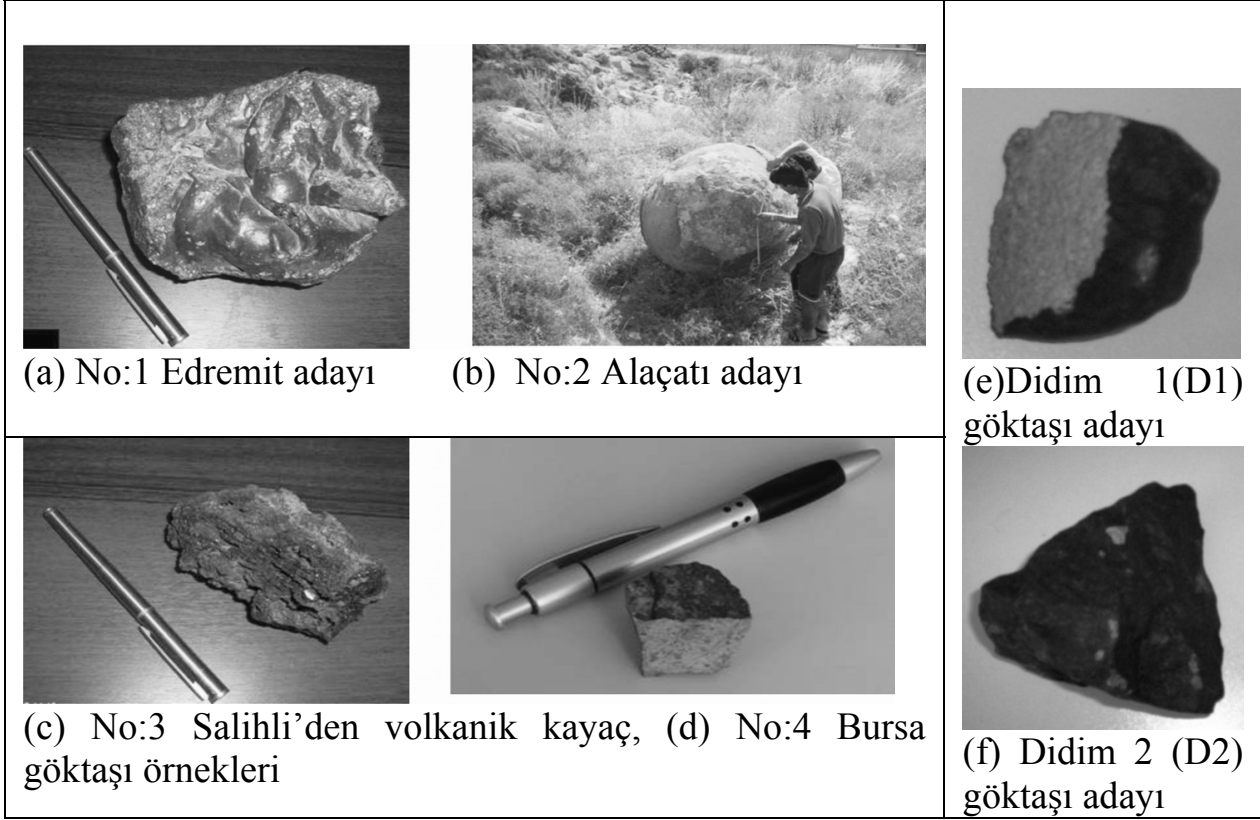 (a) No:1 Edremit adayı
(b) No:2 Alaçatı adayı
(c) No:3 Salihli’den volkanik kayaç, (d) No:4 Bursa
göktaşı örnekleri
(e)Didim 1(D1)
göktaşı adayı
(f) Didim 2 (D2)
göktaşı adayı